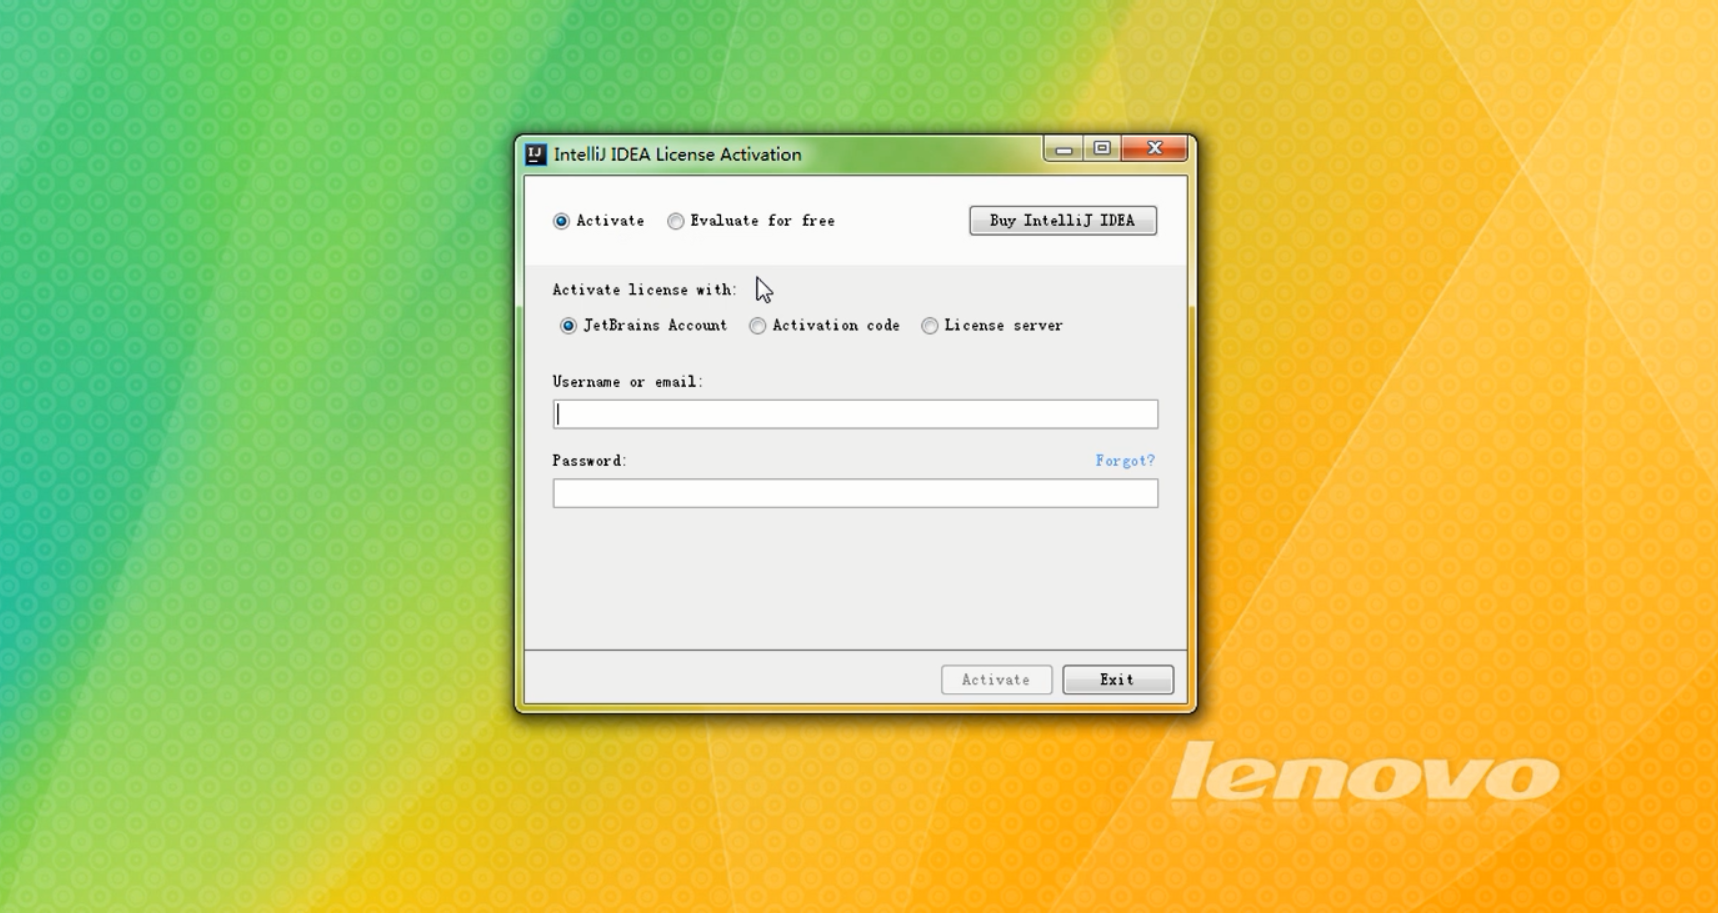 IJ IntelliJ IDEA License Activation
Activate Evaluate for free Buy IntelliJ IDEA
Activate license with:
JetBrains Account Activation code License server
Username or email:
Password: Forgot?
Activate Exit
lenovo